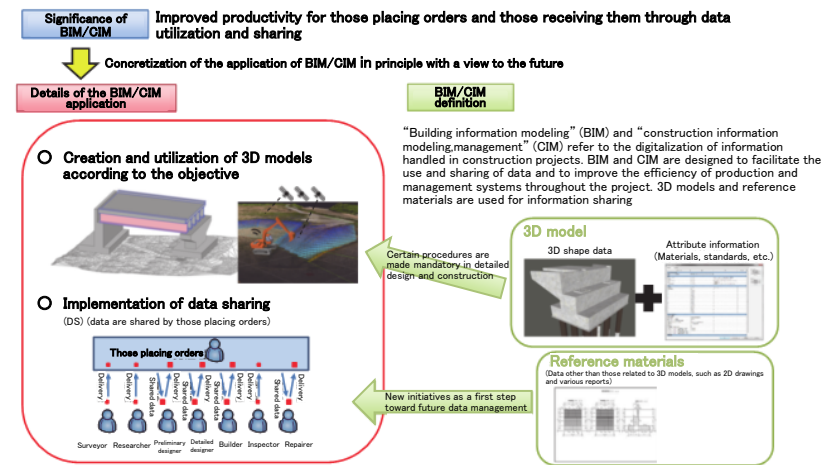 Significance of
BIM/CIM
Improved productivity for those placing orders and those receiving them through data
utilization and sharing
Concretization of the application of BIM/CIM in principle with a view to the future
Details of the BIM/CIM
application
BIM/CIM
definition
“Building information modeling” (BIM) and “construction information
modeling,management” (CIM) refer to the digitalization of information
handled in construction projects. BIM and CIM are designed to facilitate the
use and sharing of data and to improve the efficiency of production and
management systems throughout the project. 3D models and reference
materials are used for information sharing
Creation and utilization of 3D models
according to the objective
3D model
3D shape data
Attribute information
(Materials, standards, etc.)
Certain procedures are
made mandatory in detailed
design and construction
Implementation of data sharing
(DS) (data are shared by those placing orders)
Those placing orders
Delivery
Delivery
Shared data
Delivery
Shared data
Delivery
Shared data
Delivery
Delivery
Shared data
Delivery
Surveyor
Researcher
Preliminary
designer
Detailed
designer
Builder
Inspector
Repairer
Reference materials
(Data other than those related to 3D models, such as 2D drawings
and various reports)
New initiatives as a first step
toward future data management